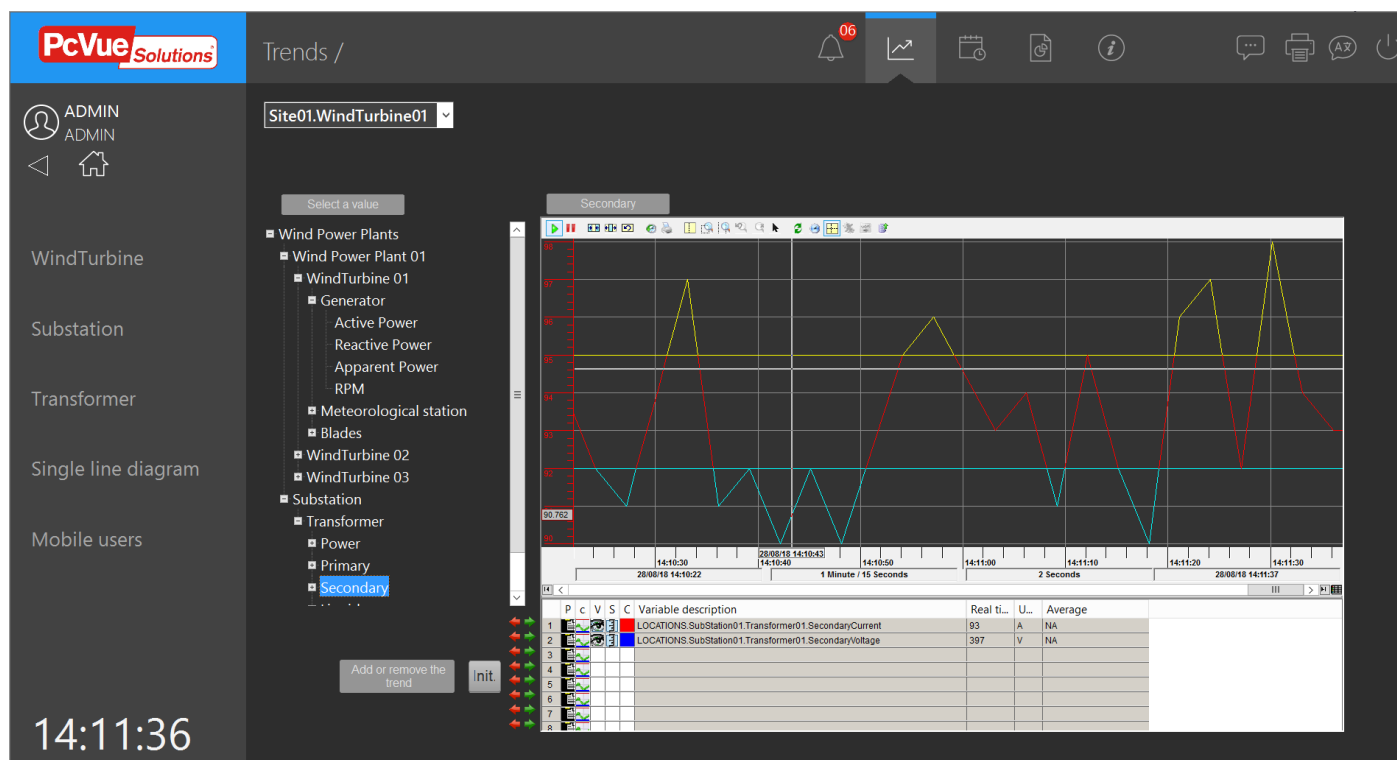 PcVue Solutions
Trends /
06
ADMIN
ADMIN
Site01.WindTurbine01
WindTurbine
Substation
Transformer
Single line diagram
Mobile users
14:11:36
Select a value
Wind Power Plants
Wind Power Plant 01
WindTurbine 01
Generator
Active Power
Reactive Power
Apparent Power
RPM
Meteorological station
Blades
WindTurbine 02
WindTurbine 03
Substation
Transformer
Power
Primary
Secondary
Add or remove the
trend
Init.
Secondary
98
97
96
95
94
93
92
90.762
90
28/08/18 14:10:43
14:10:30 14:10:40 14:10:50 14:11:00 14:11:10 14:11:20 14:11:30
28/08/18 14:10:22 1 Minute / 15 Seconds 2 Seconds 28/08/18 14:11:37
P c V S C Variable description Real ti... U... Average
1 LOCATIONS.SubStation01.Transformer01.SecondaryCurrent 93 A NA
2 LOCATIONS.SubStation01.Transformer01.SecondaryVoltage 397 V NA
3
4
5
6
7
8